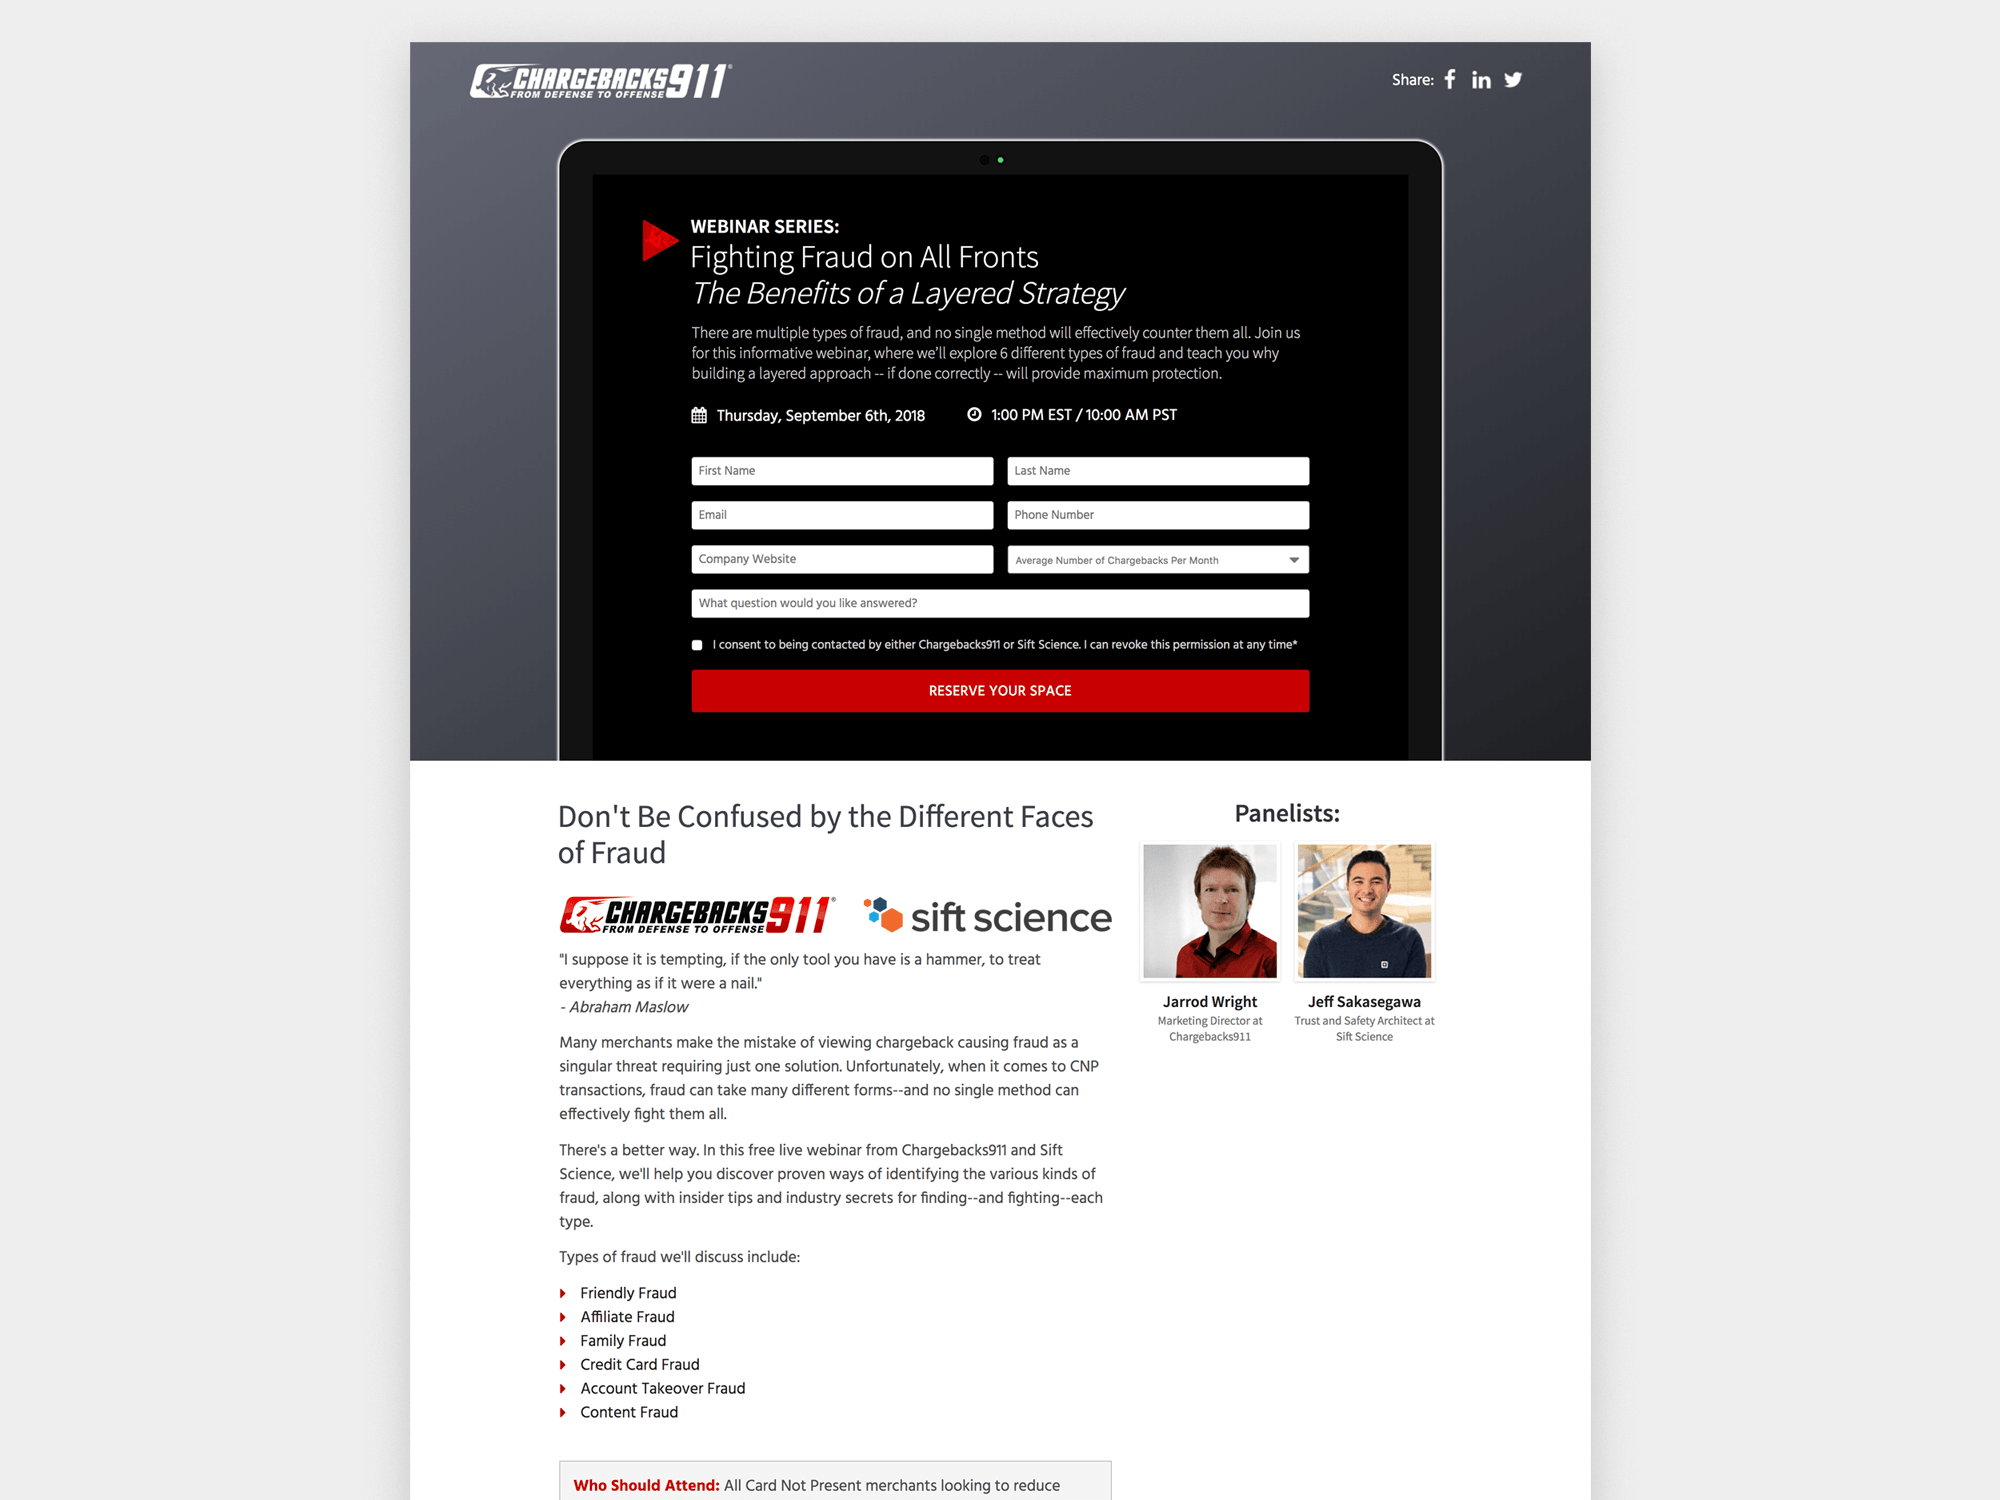 CHARGEBACKS911®
FROM DEFENSE TO OFFENSE
Share:
WEBINAR SERIES:
Fighting Fraud on All Fronts
The Benefits of a Layered Strategy
There are multiple types of fraud, and no single method will effectively counter them all. Join us
for this informative webinar, where we'll explore 6 different types of fraud and teach you why
building a layered approach -- if done correctly -- will provide maximum protection.
Thursday, September 6th, 2018
1:00 PM EST / 10:00 AM PST
First Name
Last Name
Email
Phone Number
Company Website
Average Number of Chargebacks Per Month
What question would you like answered?
I consent to being contacted by either Chargebacks911 or Sift Science. I can revoke this permission at any time*
RESERVE YOUR SPACE
Don't Be Confused by the Different Faces
of Fraud
CHARGEBACKS911®
FROM DEFENSE TO OFFENSE
sift science
"I suppose it is tempting, if the only tool you have is a hammer, to treat
everything as if it were a nail."
- Abraham Maslow
Many merchants make the mistake of viewing chargeback causing fraud as a
singular threat requiring just one solution. Unfortunately, when it comes to CNP
transactions, fraud can take many different forms--and no single method can
effectively fight them all.
There's a better way. In this free live webinar from Chargebacks911 and Sift
Science, we'll help you discover proven ways of identifying the various kinds of
fraud, along with insider tips and industry secrets for finding--and fighting--each
type.
Types of fraud we'll discuss include:
Friendly Fraud
Affiliate Fraud
Family Fraud
Credit Card Fraud
Account Takeover Fraud
Content Fraud
Who Should Attend: All Card Not Present merchants looking to reduce
Panelists:
Jarrod Wright
Marketing Director at
Chargebacks911
Jeff Sakasegawa
Trust and Safety Architect at
Sift Science